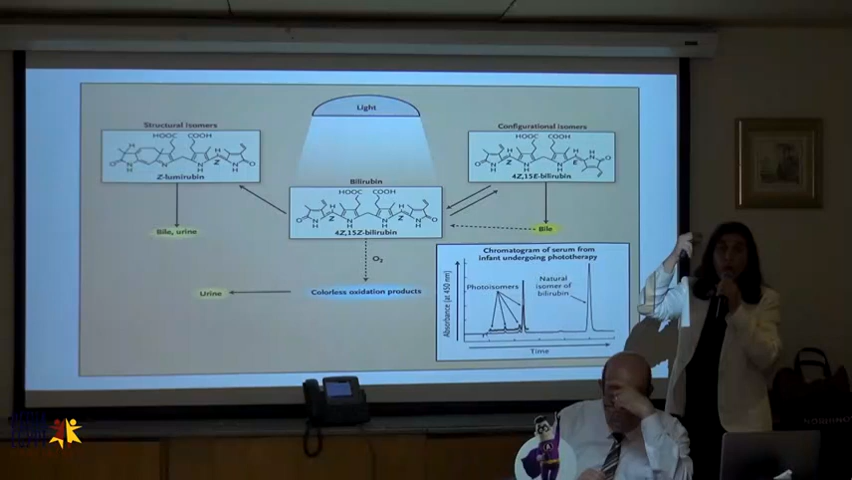 Light
Structural isomers
HOOC COOH
Z-lumirubin
Bile, urine
Bilirubin
HOOC COOH
4Z,15Z-bilirubin
O₂
Configurational isomers
HOOC COOH
4Z,15E-bilirubin
Bile
Urine
Colorless oxidation products
Chromatogram of serum from
infant undergoing phototherapy
Absorbance (at 450 nm)
Photoisomers
Natural
isomer of
bilirubin
Time